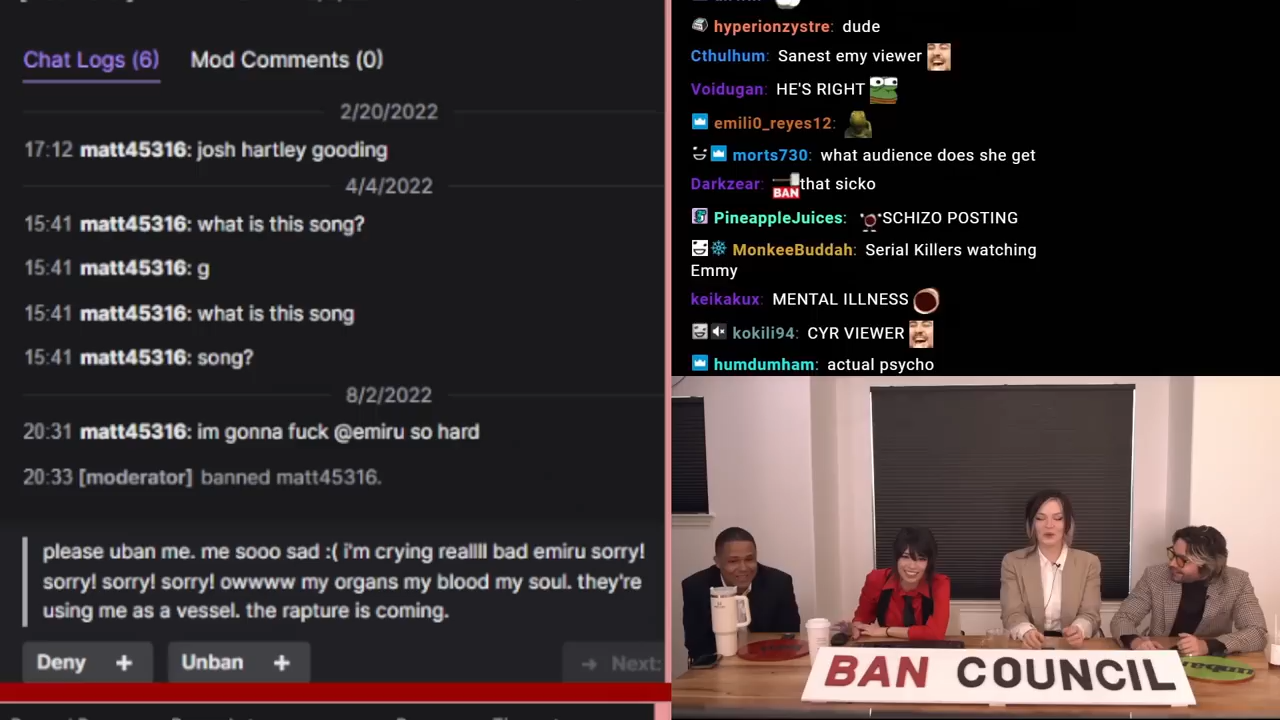 Chat Logs (6) Mod Comments (0)
2/20/2022
17:12 matt45316: josh hartley gooding
4/4/2022
15:41 matt45316: what is this song?
15:41 matt45316: g
15:41 matt45316: what is this song
15:41 matt45316: song?
8/2/2022
20:31 matt45316: im gonna fuck @emiru so hard
20:33 [moderator] banned matt45316.
please uban me. me sooo sad :( i'm crying reallll bad emiru sorry!
sorry! sorry! sorry! owwww my organs my blood my soul. they're
using me as a vessel. the rapture is coming.
Deny + Unban + → Next:
hyperionzystre: dude
Cthulhum: Sanest emy viewer
Voidugan: HE'S RIGHT
emili0_reyes12:
morts730: what audience does she get
Darkzear: BAN that sicko
PineappleJuices: SCHIZO POSTING
MonkeeBuddah: Serial Killers watching
Emmy
keikakux: MENTAL ILLNESS
kokili94: CYR VIEWER
humdumham: actual psycho
BAN COUNCIL